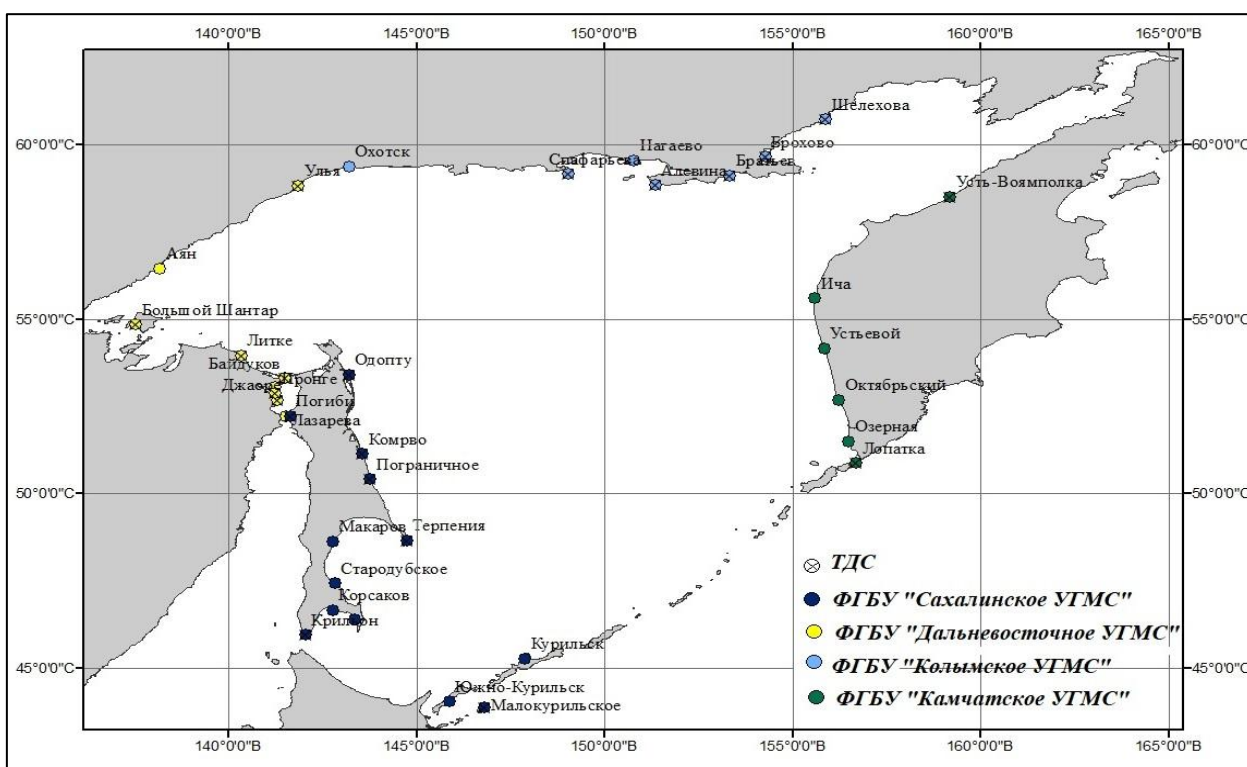 140°0'0"В 145°0'0"В 150°0'0"В 155°0'0"В 160°0'0"В 165°0'0"В
Шелехова
60°0'0"С 60°0'0"С
Охотск Нагаево Брохово
Спафарьева Алевина Братьев
Улья
Усть-Воямполка
Аян
Ича
Большой Шантар
55°0'0"С 55°0'0"С
Литке Устьевой
Байдуков Одопту
Джаорэ Пронге Октябрьский
Погиби
Лазарева Озерная
Комрво Лопатка
Пограничное
50°0'0"С 50°0'0"С
Макаров Терпения
ТДС
Стародубское
Корсаков ФГБУ "Сахалинское УГМС"
Крильон
ФГБУ "Дальневосточное УГМС"
Курильск
45°0'0"С ФГБУ "Колымское УГМС" 45°0'0"С
Южно-Курильск
Малокурильское ФГБУ "Камчатское УГМС"
140°0'0"В 145°0'0"В 150°0'0"В 155°0'0"В 160°0'0"В 165°0'0"В